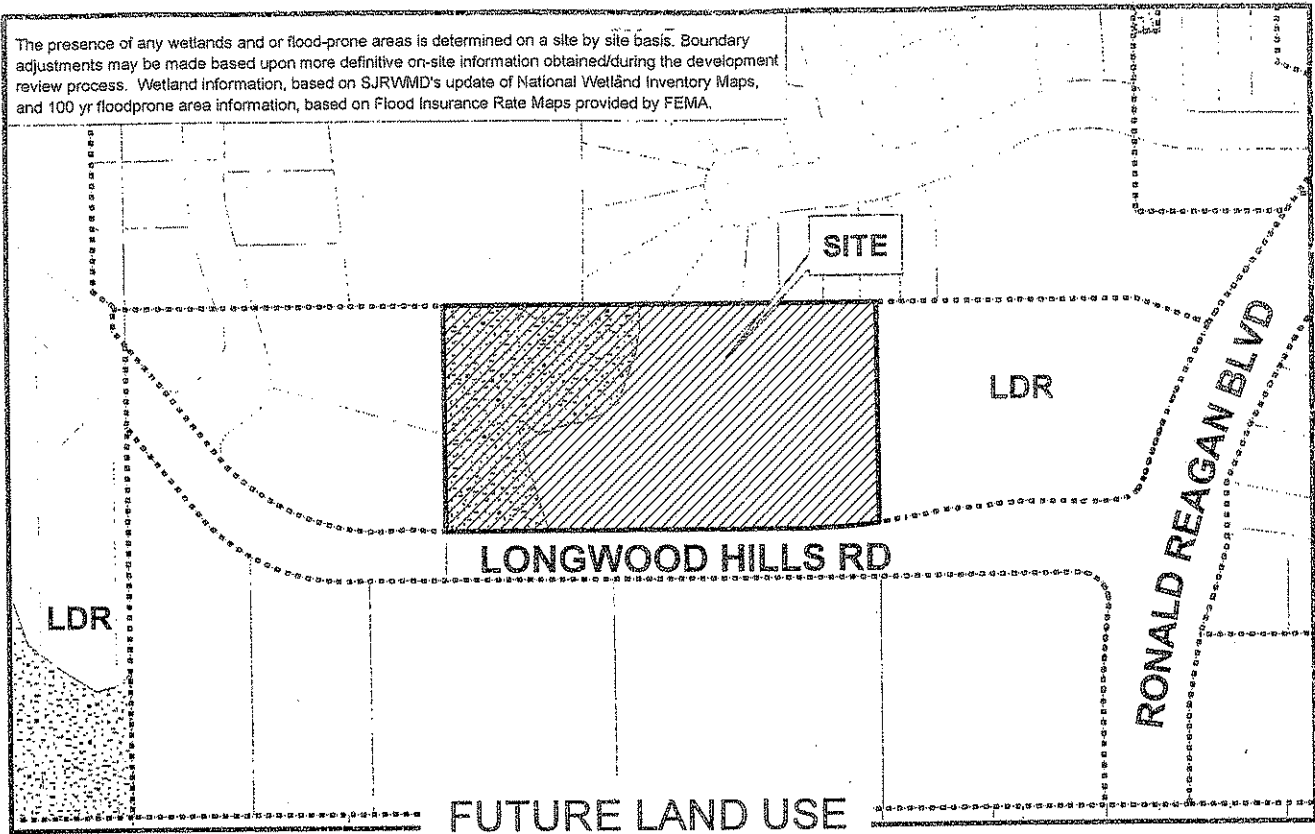 The presence of any wetlands and or flood-prone areas is determined on a site by site basis. Boundary
adjustments may be made based upon more definitive on-site information obtained/during the development
review process. Wetland information, based on SJRWMD's update of National Wetland Inventory Maps,
and 100 yr floodprone area information, based on Flood Insurance Rate Maps provided by FEMA.
SITE
LDR
RONALD REAGAN BLVD
LONGWOOD HILLS RD
LDR
FUTURE LAND USE